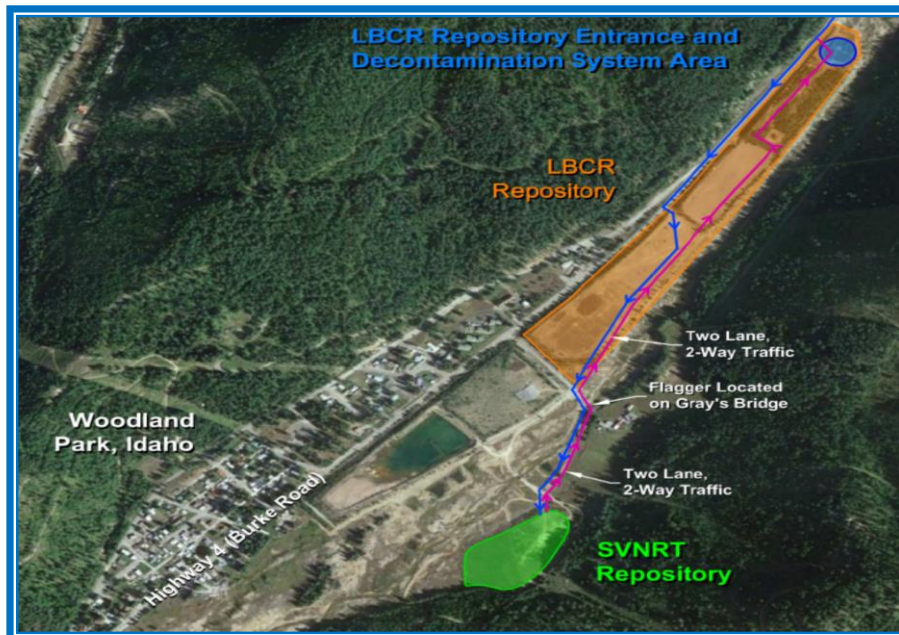 LBCR Repository Entrance and
Decontamination System Area
LBCR
Repository
Two Lane,
2-Way Traffic
Flagger Located
on Gray's Bridge
Woodland
Park, Idaho
Two Lane,
2-Way Traffic
Highway 4 (Burke Road)
SVNRT
Repository